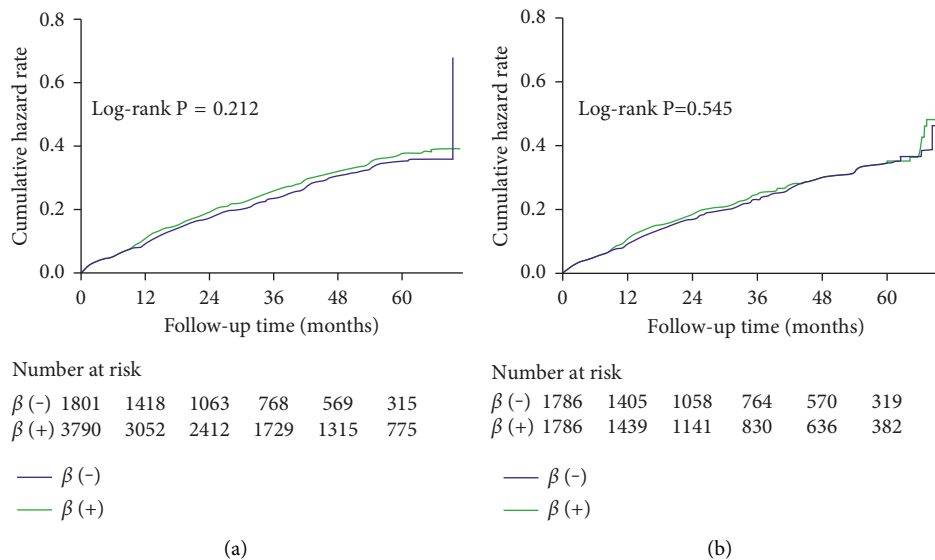 0.8
0.6
0.4
0.2
0.0
Cumulative hazard rate
Log-rank P = 0.212
0 12 24 36 48 60
Follow-up time (months)
Number at risk
β (–) 1801 1418 1063 768 569 315
β (+) 3790 3052 2412 1729 1315 775
β (–)
β (+)
(a)
0.8
0.6
0.4
0.2
0.0
Cumulative hazard rate
Log-rank P=0.545
0 12 24 36 48 60
Follow-up time (months)
Number at risk
β (–) 1786 1405 1058 764 570 319
β (+) 1786 1439 1141 830 636 382
β (–)
β (+)
(b)